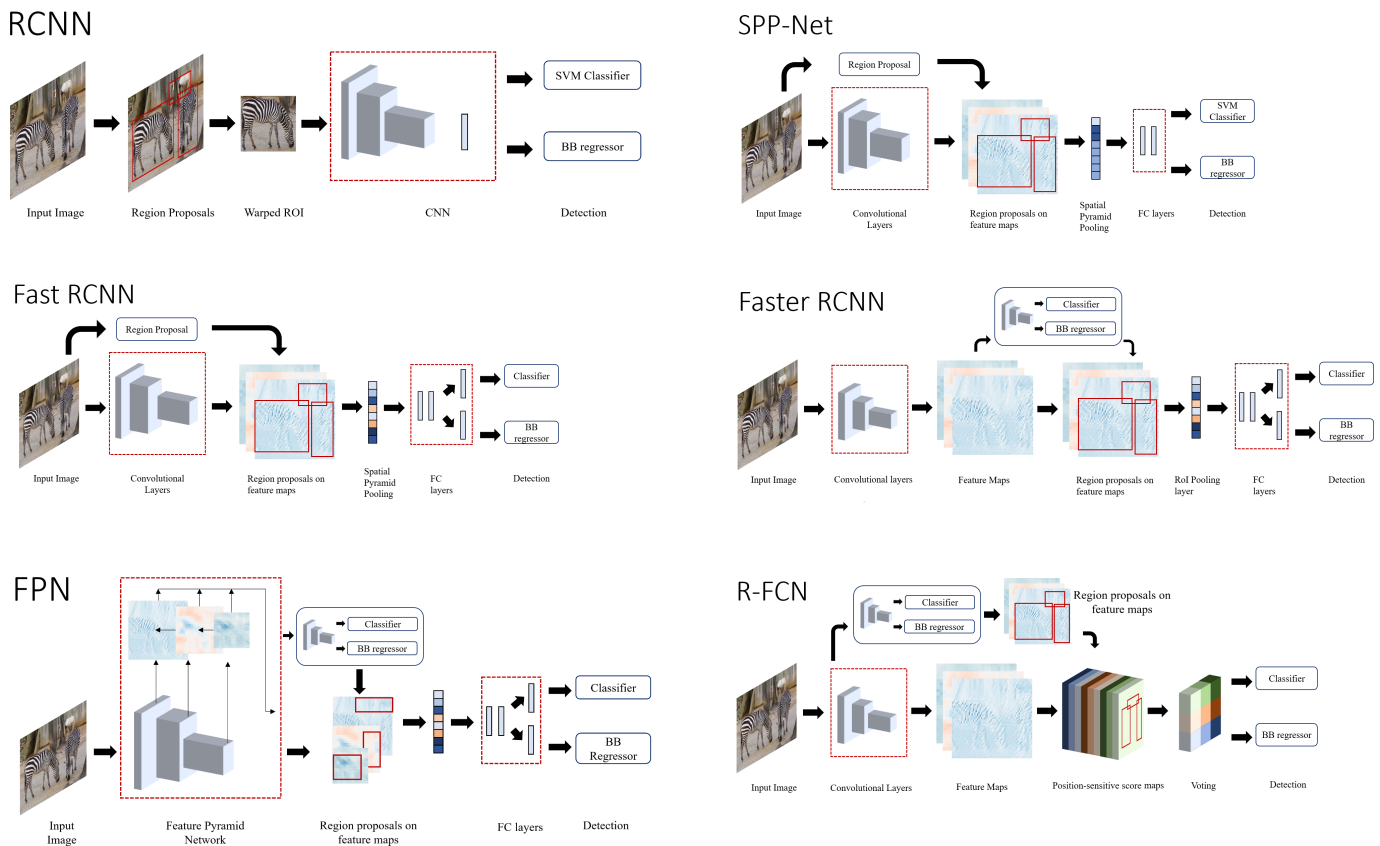 RCNN
SVM Classifier
BB regressor
Input Image
Region Proposals
Warped ROI
CNN
Detection
SPP-Net
Region Proposal
SVM
Classifier
BB
regressor
Input Image
Convolutional
Layers
Region proposals on
feature maps
Spatial
Pyramid
Pooling
FC layers
Detection
Fast RCNN
Region Proposal
Classifier
BB
regressor
Input Image
Convolutional
Layers
Region proposals on
feature maps
Spatial
Pyramid
Pooling
FC
layers
Detection
Faster RCNN
Classifier
BB regressor
Classifier
BB
regressor
Input Image
Convolutional layers
Feature Maps
Region proposals on
feature maps
RoI Pooling
layer
FC
layers
Detection
FPN
Classifier
BB regressor
Classifier
BB
Regressor
Input
Image
Feature Pyramid
Network
Region proposals on
feature maps
FC layers
Detection
R-FCN
Classifier
BB regressor
Region proposals on
feature maps
Classifier
BB regressor
Input Image
Convolutional Layers
Feature Maps
Position-sensitive score maps
Voting
Detection